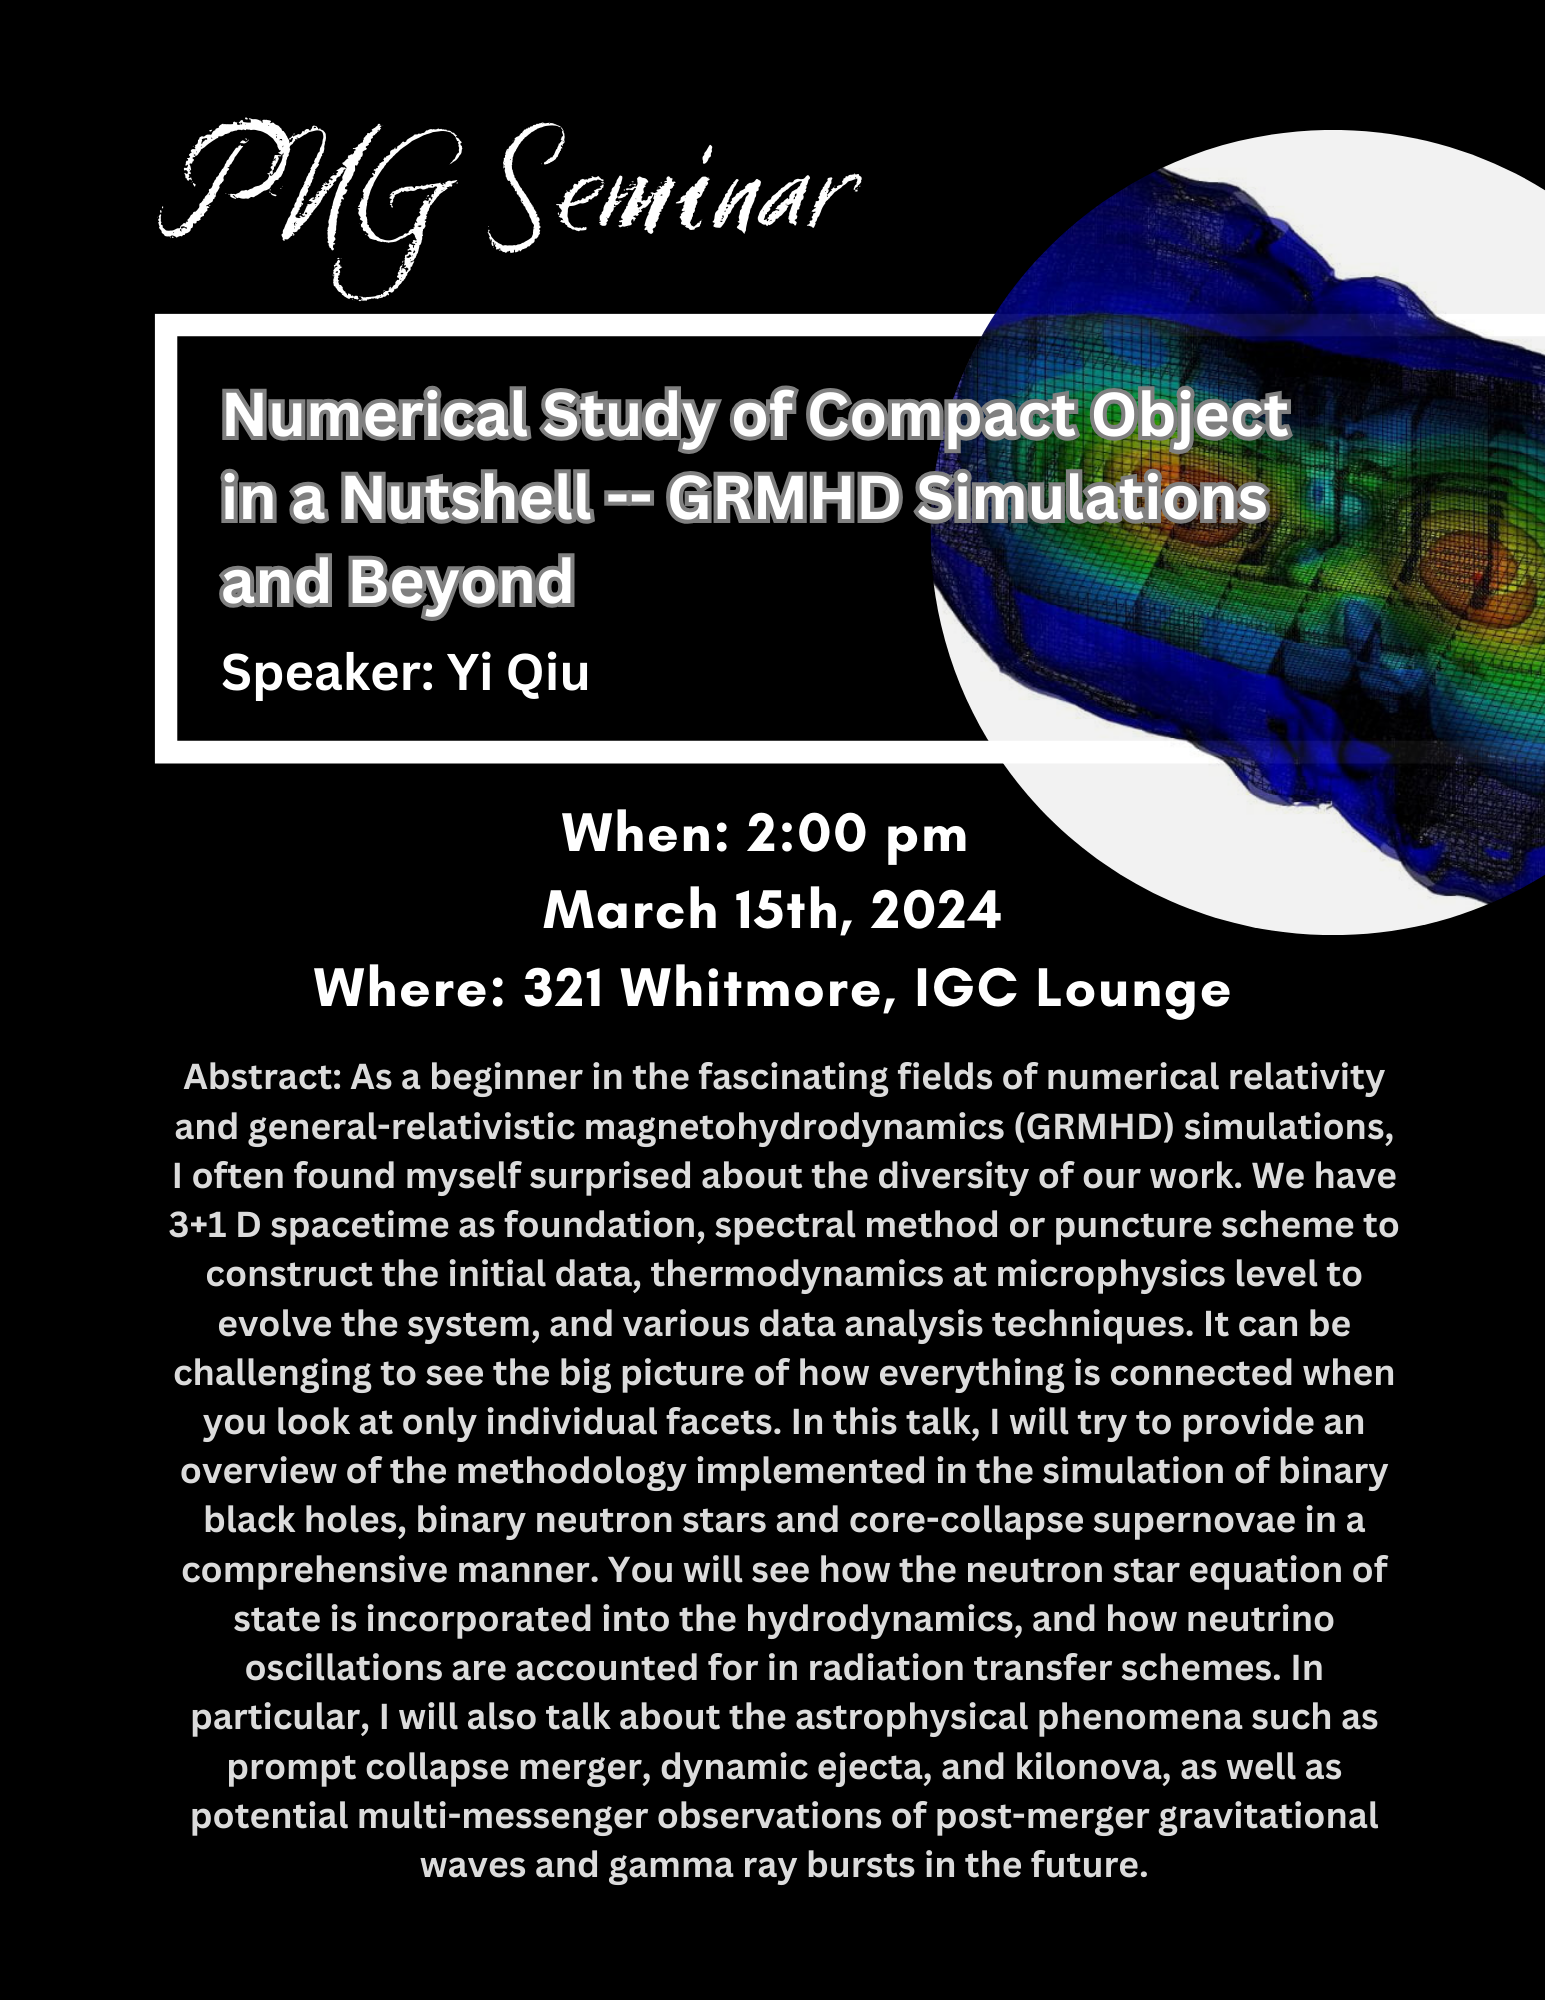 PUG Seminar
Numerical Study of Compact Object
in a Nutshell -- GRMHD Simulations
and Beyond
Speaker: Yi Qiu
When: 2:00 pm
March 15th, 2024
Where: 321 Whitmore, IGC Lounge
Abstract: As a beginner in the fascinating fields of numerical relativity
and general-relativistic magnetohydrodynamics (GRMHD) simulations,
I often found myself surprised about the diversity of our work. We have
3+1 D spacetime as foundation, spectral method or puncture scheme to
construct the initial data, thermodynamics at microphysics level to
evolve the system, and various data analysis techniques. It can be
challenging to see the big picture of how everything is connected when
you look at only individual facets. In this talk, I will try to provide an
overview of the methodology implemented in the simulation of binary
black holes, binary neutron stars and core-collapse supernovae in a
comprehensive manner. You will see how the neutron star equation of
state is incorporated into the hydrodynamics, and how neutrino
oscillations are accounted for in radiation transfer schemes. In
particular, I will also talk about the astrophysical phenomena such as
prompt collapse merger, dynamic ejecta, and kilonova, as well as
potential multi-messenger observations of post-merger gravitational
waves and gamma ray bursts in the future.